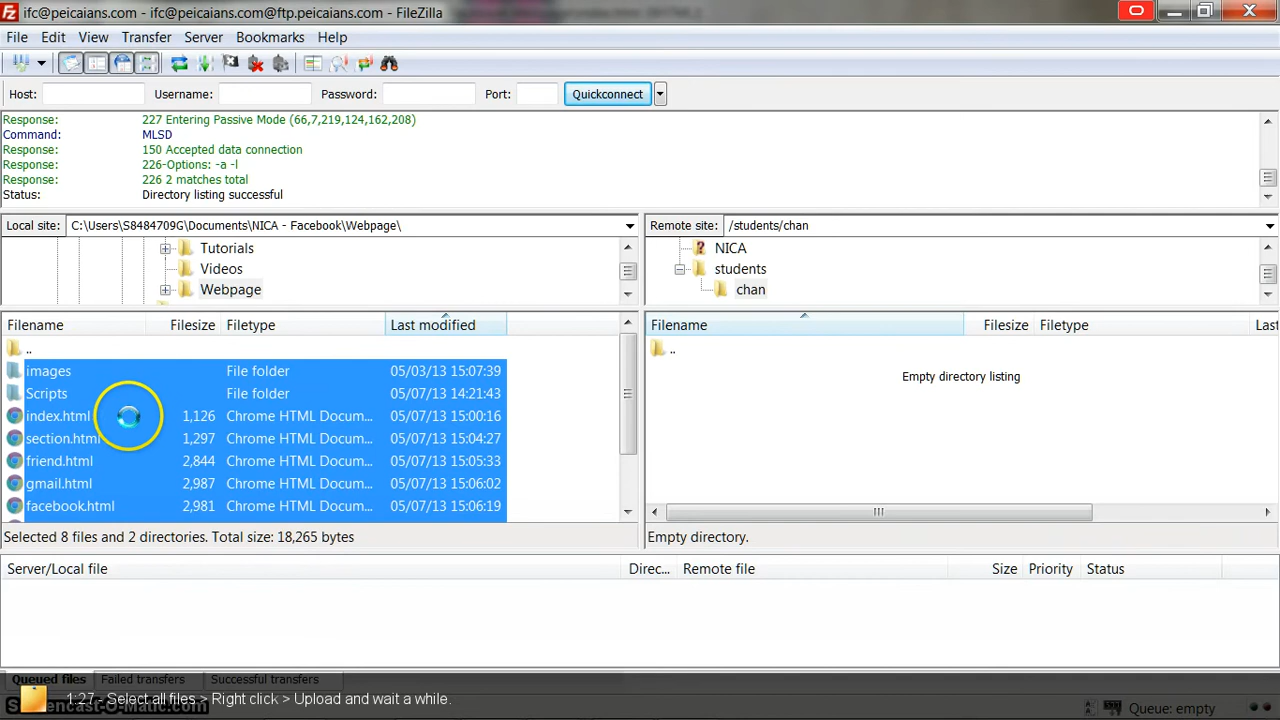 ifc@peicaians.com - ifc@peicaians.com@ftp.peicaians.com - FileZilla
File Edit View Transfer Server Bookmarks Help
Host: Username: Password: Port: Quickconnect
Response: 227 Entering Passive Mode (66,7,219,124,162,208)
Command: MLSD
Response: 150 Accepted data connection
Response: 226-Options: -a -l
Response: 226 2 matches total
Status: Directory listing successful
Local site: C:\Users\S8484709G\Documents\NICA - Facebook\Webpage\
Remote site: /students/chan
Tutorials
Videos
Webpage
NICA
students
chan
Filename Filesize Filetype Last modified
..
images File folder 05/03/13 15:07:39
Scripts File folder 05/07/13 14:21:43
index.html 1,126 Chrome HTML Docum... 05/07/13 15:00:16
section.html 1,297 Chrome HTML Docum... 05/07/13 15:04:27
friend.html 2,844 Chrome HTML Docum... 05/07/13 15:05:33
gmail.html 2,987 Chrome HTML Docum... 05/07/13 15:06:02
facebook.html 2,981 Chrome HTML Docum... 05/07/13 15:06:19
Selected 8 files and 2 directories. Total size: 18,265 bytes
Filename Filesize Filetype Last
..
Empty directory listing
Empty directory.
Server/Local file Direc... Remote file Size Priority Status
Queued files Failed transfers Successful transfers
1:27 - Select all files > Right click > Upload and wait a while.
Screencast-O-Matic.com
Queue: empty